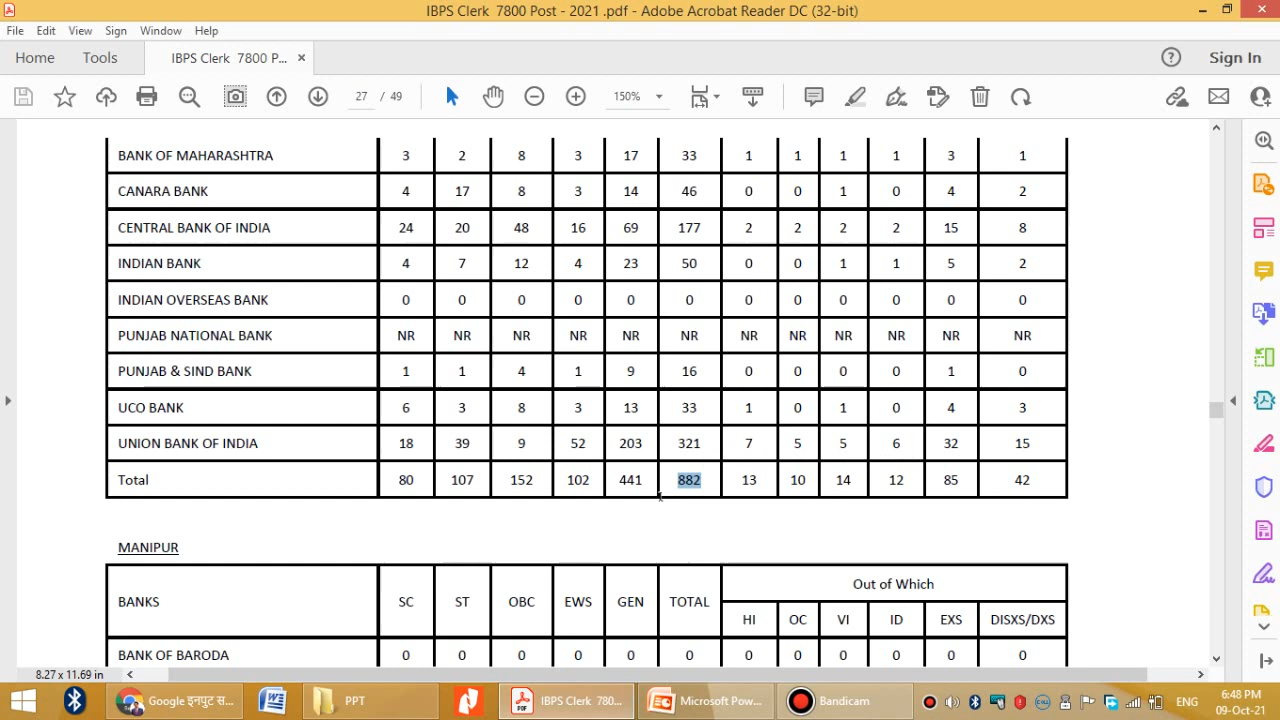 IBPS Clerk 7800 Post - 2021 .pdf - Adobe Acrobat Reader DC (32-bit)
File Edit View Sign Window Help
Home Tools IBPS Clerk 7800 P... × Sign In
27 / 49 150%
BANK OF MAHARASHTRA 3 2 8 3 17 33 1 1 1 1 3 1
CANARA BANK 4 17 8 3 14 46 0 0 1 0 4 2
CENTRAL BANK OF INDIA 24 20 48 16 69 177 2 2 2 2 15 8
INDIAN BANK 4 7 12 4 23 50 0 0 1 1 5 2
INDIAN OVERSEAS BANK 0 0 0 0 0 0 0 0 0 0 0 0
PUNJAB NATIONAL BANK NR NR NR NR NR NR NR NR NR NR NR NR
PUNJAB & SIND BANK 1 1 4 1 9 16 0 0 0 0 1 0
UCO BANK 6 3 8 3 13 33 1 0 1 0 4 3
UNION BANK OF INDIA 18 39 9 52 203 321 7 5 5 6 32 15
Total 80 107 152 102 441 882 13 10 14 12 85 42
MANIPUR
BANKS SC ST OBC EWS GEN TOTAL Out of Which
HI OC VI ID EXS DISXS/DXS
BANK OF BARODA 0 0 0 0 0 0 0 0 0 0 0 0
8.27 x 11.69 in
Google इनपुट स... PPT IBPS Clerk 780... Microsoft Pow... Bandicam ENG 6:48 PM
09-Oct-21